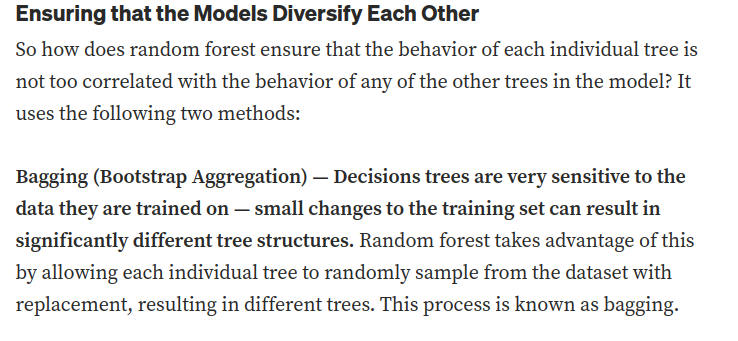 Ensuring that the Models Diversify Each Other
So how does random forest ensure that the behavior of each individual tree is
not too correlated with the behavior of any of the other trees in the model? It
uses the following two methods:
Bagging (Bootstrap Aggregation) — Decisions trees are very sensitive to the
data they are trained on — small changes to the training set can result in
significantly different tree structures. Random forest takes advantage of this
by allowing each individual tree to randomly sample from the dataset with
replacement, resulting in different trees. This process is known as bagging.